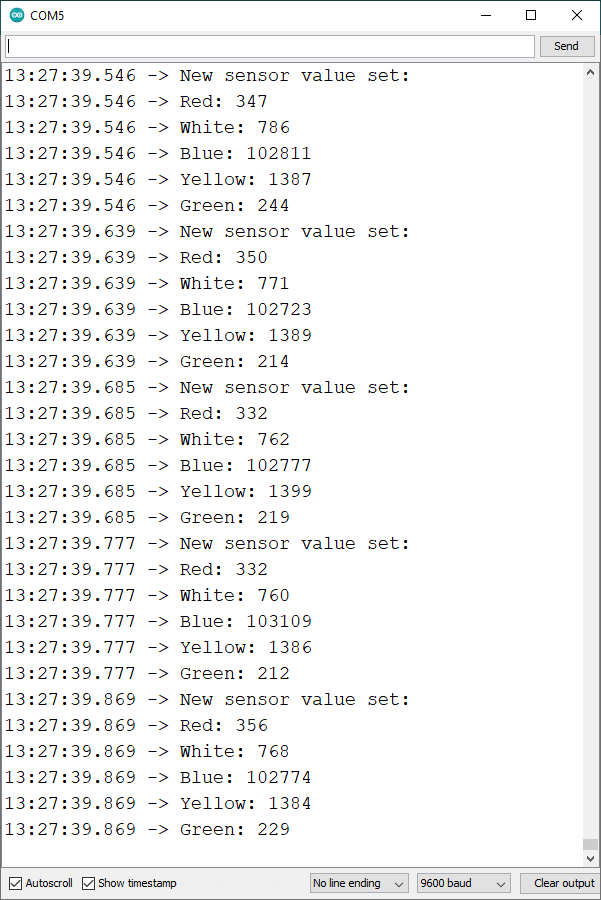 COM5
Send
13:27:39.546 -> New sensor value set:
13:27:39.546 -> Red: 347
13:27:39.546 -> White: 786
13:27:39.546 -> Blue: 102811
13:27:39.546 -> Yellow: 1387
13:27:39.546 -> Green: 244
13:27:39.639 -> New sensor value set:
13:27:39.639 -> Red: 350
13:27:39.639 -> White: 771
13:27:39.639 -> Blue: 102723
13:27:39.639 -> Yellow: 1389
13:27:39.639 -> Green: 214
13:27:39.685 -> New sensor value set:
13:27:39.685 -> Red: 332
13:27:39.685 -> White: 762
13:27:39.685 -> Blue: 102777
13:27:39.685 -> Yellow: 1399
13:27:39.685 -> Green: 219
13:27:39.777 -> New sensor value set:
13:27:39.777 -> Red: 332
13:27:39.777 -> White: 760
13:27:39.777 -> Blue: 103109
13:27:39.777 -> Yellow: 1386
13:27:39.777 -> Green: 212
13:27:39.869 -> New sensor value set:
13:27:39.869 -> Red: 356
13:27:39.869 -> White: 768
13:27:39.869 -> Blue: 102774
13:27:39.869 -> Yellow: 1384
13:27:39.869 -> Green: 229
Autoscroll Show timestamp No line ending 9600 baud Clear output